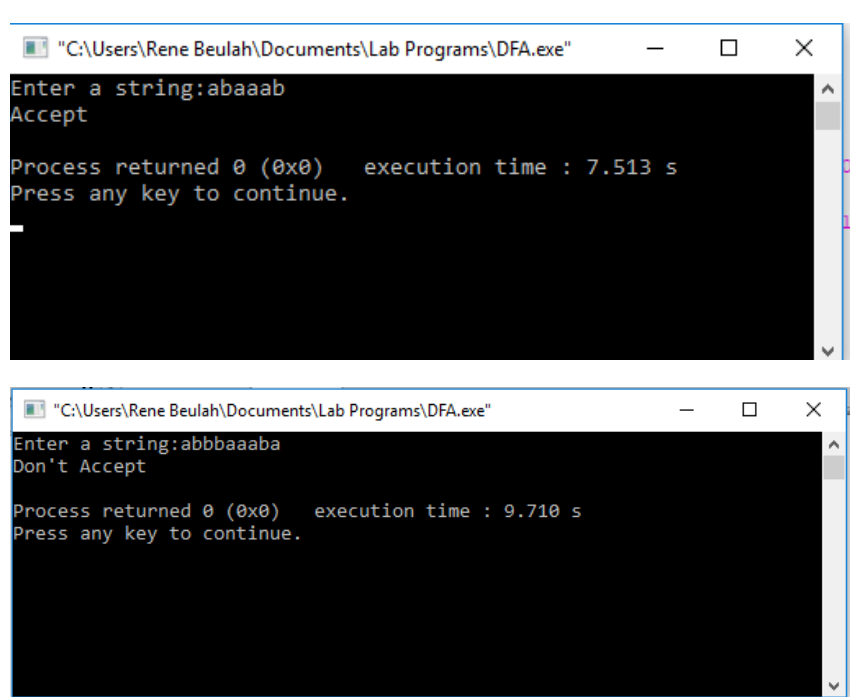 "C:\Users\Rene Beulah\Documents\Lab Programs\DFA.exe"
Enter a string:abaaab
Accept
Process returned 0 (0x0)   execution time : 7.513 s
Press any key to continue.
"C:\Users\Rene Beulah\Documents\Lab Programs\DFA.exe"
Enter a string:abbbaaaba
Don't Accept
Process returned 0 (0x0)   execution time : 9.710 s
Press any key to continue.